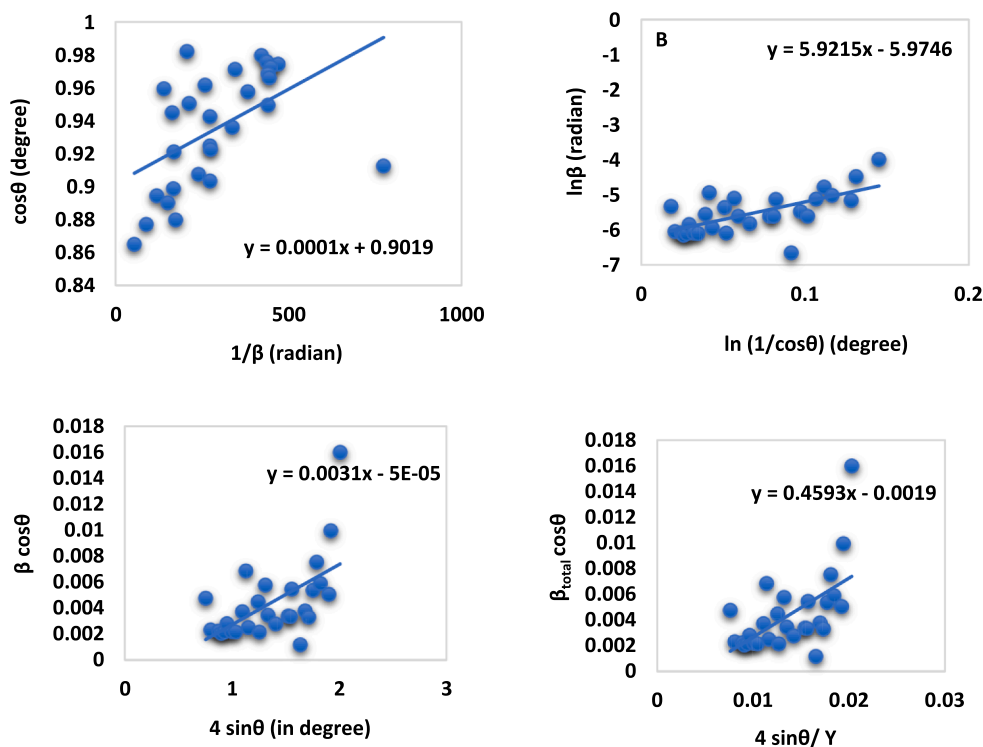 1
0.98
0.96
0.94
0.92
0.9
0.88
0.86
0.84
cosθ (degree)
y = 0.0001x + 0.9019
0 500 1000
1/β (radian)
B
y = 5.9215x - 5.9746
0
-1
-2
-3
-4
-5
-6
-7
lnβ (radian)
0 0.1 0.2
ln (1/cosθ) (degree)
0.018
0.016
0.014
0.012
0.01
0.008
0.006
0.004
0.002
0
β cosθ
y = 0.0031x - 5E-05
0 1 2 3
4 sinθ (in degree)
0.018
0.016
0.014
0.012
0.01
0.008
0.006
0.004
0.002
0
βtotal cosθ
y = 0.4593x - 0.0019
0 0.01 0.02 0.03
4 sinθ/ Y